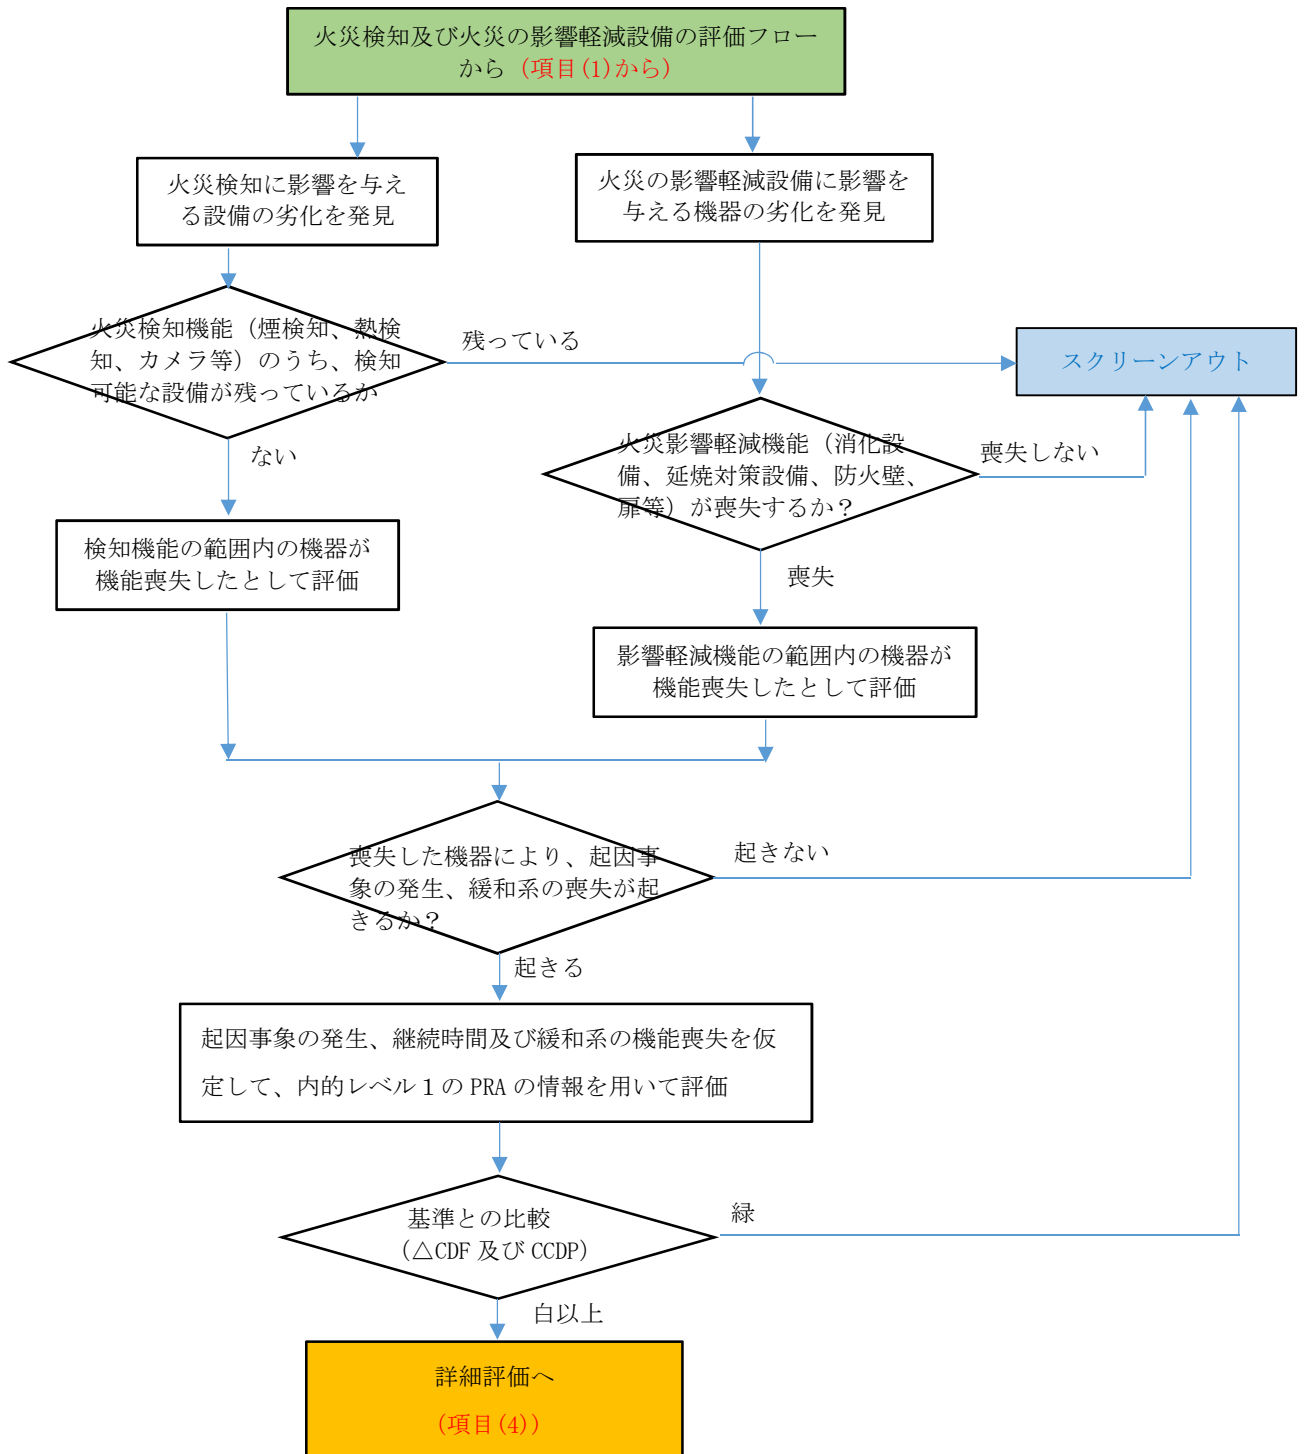 火災検知及び火災の影響軽減設備の評価フロー
から（項目(1)から）
火災検知に影響を与え
る設備の劣化を発見
火災の影響軽減設備に影響を
与える機器の劣化を発見
火災検知機能（煙検知、熱検
知、カメラ等）のうち、検知
可能な設備が残っているか
残っている
スクリーンアウト
ない
火災影響軽減機能（消化設
備、延焼対策設備、防火壁、
扉等）が喪失するか？
喪失しない
検知機能の範囲内の機器が
機能喪失したとして評価
喪失
影響軽減機能の範囲内の機器が
機能喪失したとして評価
喪失した機器により、起因事
象の発生、緩和系の喪失が起
きるか？
起きない
起きる
起因事象の発生、継続時間及び緩和系の機能喪失を仮
定して、内的レベル１の PRA の情報を用いて評価
基準との比較
（△CDF 及び CCDP）
緑
白以上
詳細評価へ
（項目(4)）